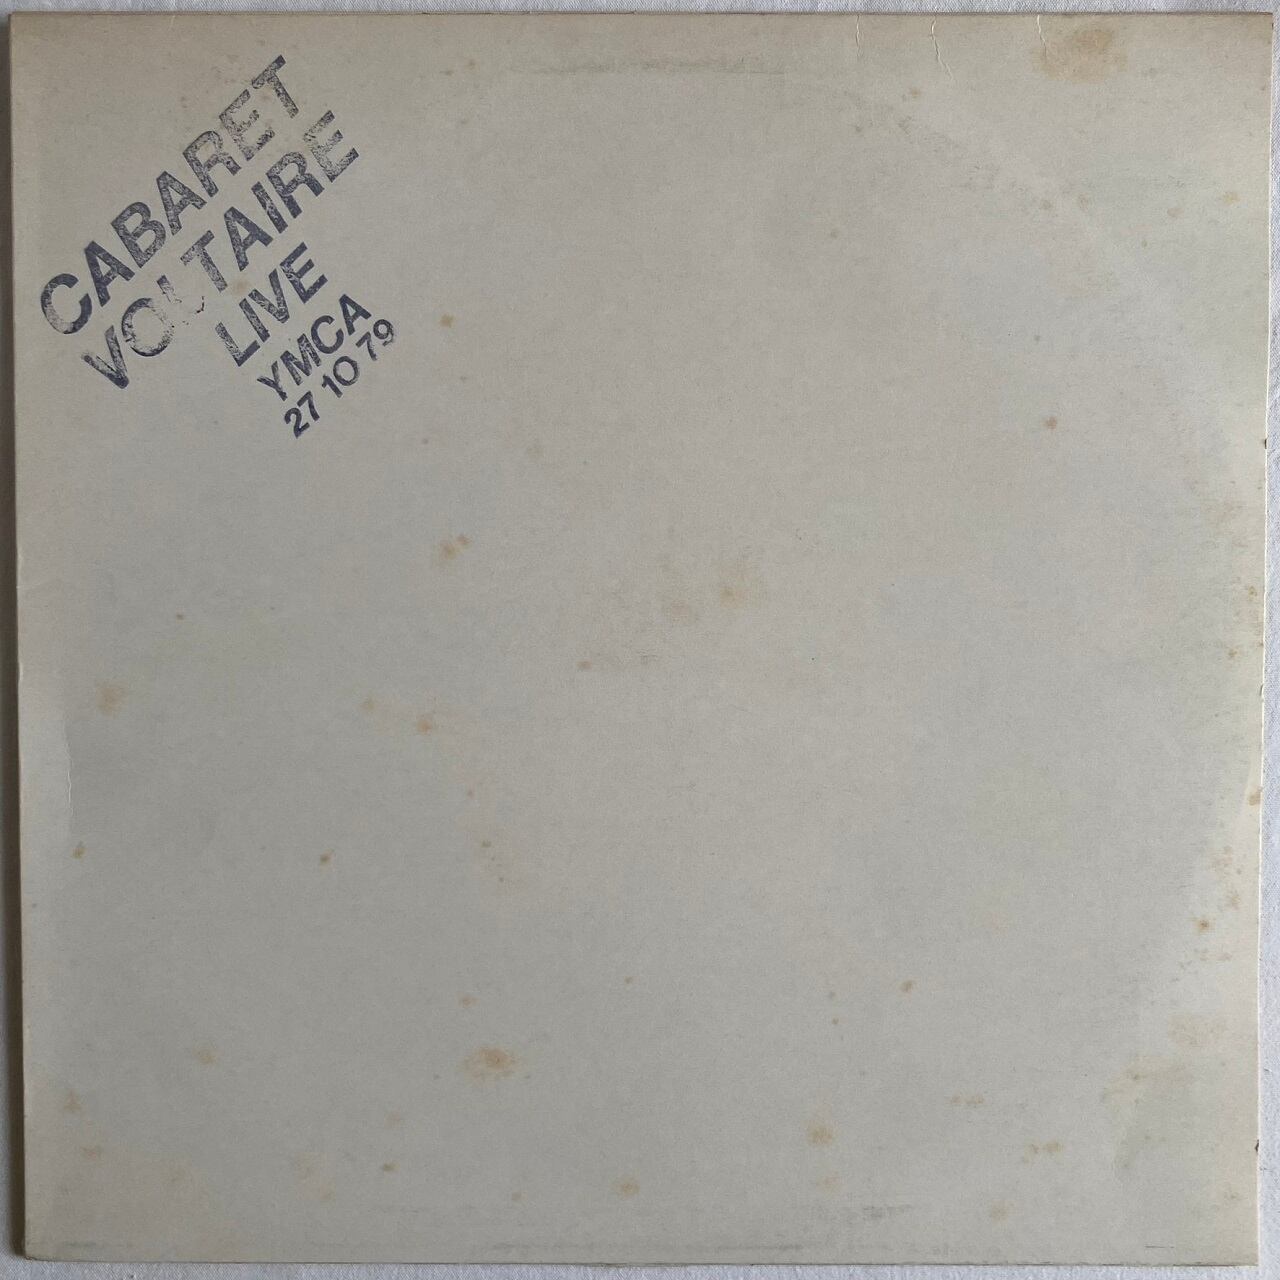 CABARET
VOLTAIRE
LIVE
YMCA
27 10 79